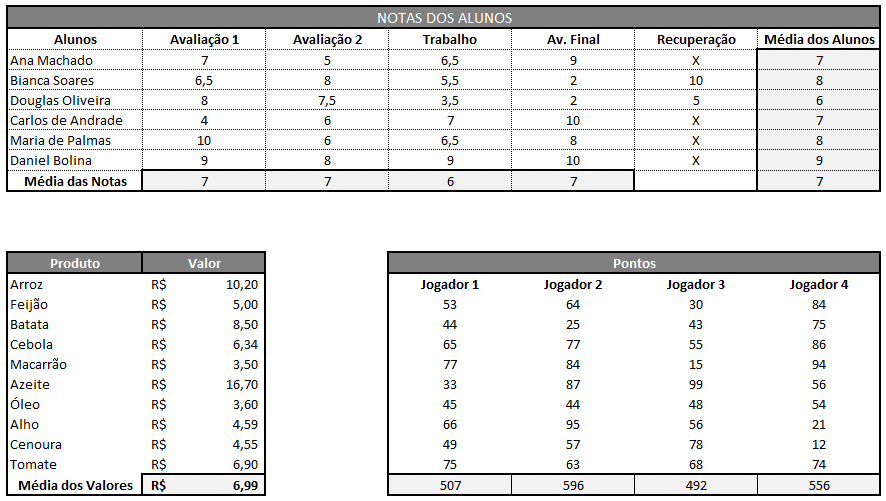 NOTAS DOS ALUNOS
Alunos Avaliação 1 Avaliação 2 Trabalho Av. Final Recuperação Média dos Alunos
Ana Machado 7 5 6,5 9 X 7
Bianca Soares 6,5 8 5,5 2 10 8
Douglas Oliveira 8 7,5 3,5 2 5 6
Carlos de Andrade 4 6 7 10 X 7
Maria de Palmas 10 6 6,5 8 X 8
Daniel Bolina 9 8 9 10 X 9
Média das Notas 7 7 6 7 7
Produto Valor
Arroz R$ 10,20
Feijão R$ 5,00
Batata R$ 8,50
Cebola R$ 6,34
Macarrão R$ 3,50
Azeite R$ 16,70
Óleo R$ 3,60
Alho R$ 4,59
Cenoura R$ 4,55
Tomate R$ 6,90
Média dos Valores R$ 6,99
Pontos
Jogador 1 Jogador 2 Jogador 3 Jogador 4
53 64 30 84
44 25 43 75
65 77 55 86
77 84 15 94
33 87 99 56
45 44 48 54
66 95 56 21
49 57 78 12
75 63 68 74
507 596 492 556